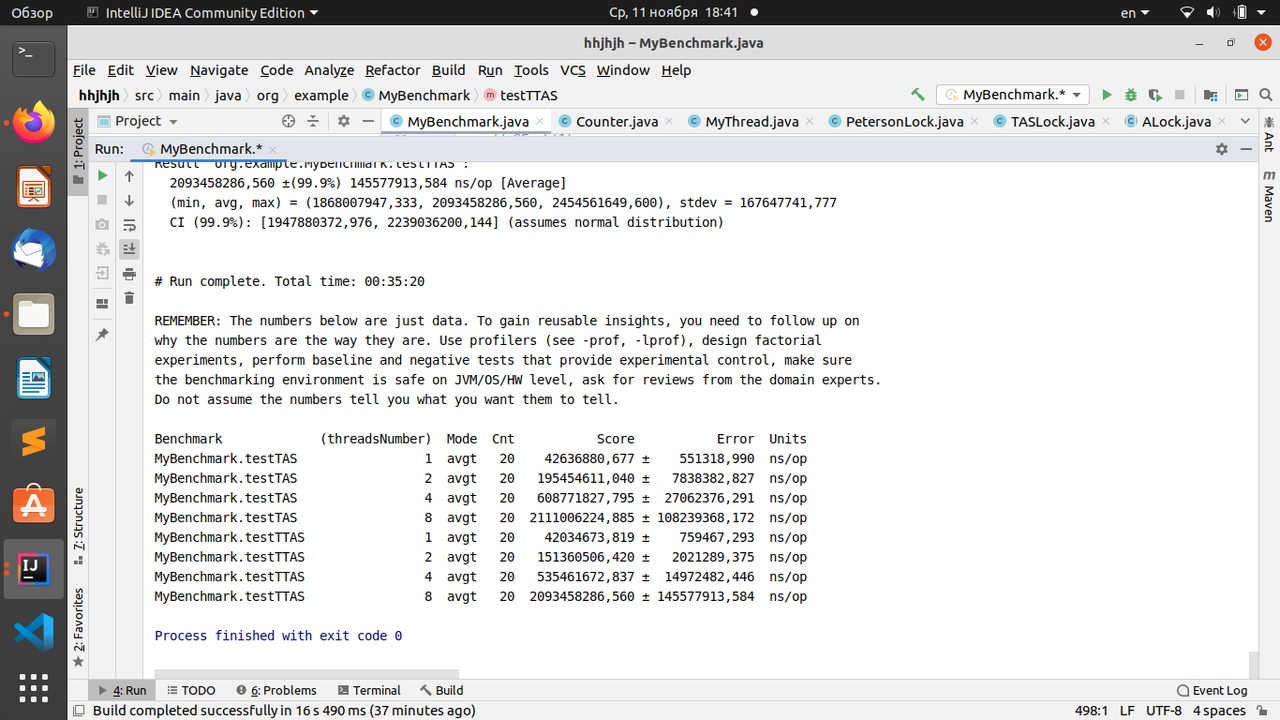 Обзор IntelliJ IDEA Community Edition Ср, 11 ноября 18:41 en
hhjhjh – MyBenchmark.java
File Edit View Navigate Code Analyze Refactor Build Run Tools VCS Window Help
hhjhjh src main java org example MyBenchmark testTTAS MyBenchmark.*
1: Project
Project MyBenchmark.java Counter.java MyThread.java PetersonLock.java TASLock.java ALock.java
Ant
Maven
Run: MyBenchmark.*
Result "org.example.MyBenchmark.testTTAS":
2093458286,560 ±(99.9%) 145577913,584 ns/op [Average]
(min, avg, max) = (1868007947,333, 2093458286,560, 2454561649,600), stdev = 167647741,777
CI (99.9%): [1947880372,976, 2239036200,144] (assumes normal distribution)
# Run complete. Total time: 00:35:20
REMEMBER: The numbers below are just data. To gain reusable insights, you need to follow up on
why the numbers are the way they are. Use profilers (see -prof, -lprof), design factorial
experiments, perform baseline and negative tests that provide experimental control, make sure
the benchmarking environment is safe on JVM/OS/HW level, ask for reviews from the domain experts.
Do not assume the numbers tell you what you want them to tell.
Benchmark (threadsNumber) Mode Cnt Score Error Units
MyBenchmark.testTAS 1 avgt 20 42636880,677 ± 551318,990 ns/op
MyBenchmark.testTAS 2 avgt 20 195454611,040 ± 7838382,827 ns/op
MyBenchmark.testTAS 4 avgt 20 608771827,795 ± 27062376,291 ns/op
MyBenchmark.testTAS 8 avgt 20 2111006224,885 ± 108239368,172 ns/op
MyBenchmark.testTTAS 1 avgt 20 42034673,819 ± 759467,293 ns/op
MyBenchmark.testTTAS 2 avgt 20 151360506,420 ± 2021289,375 ns/op
MyBenchmark.testTTAS 4 avgt 20 535461672,837 ± 14972482,446 ns/op
MyBenchmark.testTTAS 8 avgt 20 2093458286,560 ± 145577913,584 ns/op
Process finished with exit code 0
7: Structure
2: Favorites
4: Run TODO 6: Problems Terminal Build Event Log
Build completed successfully in 16 s 490 ms (37 minutes ago) 498:1 LF UTF-8 4 spaces